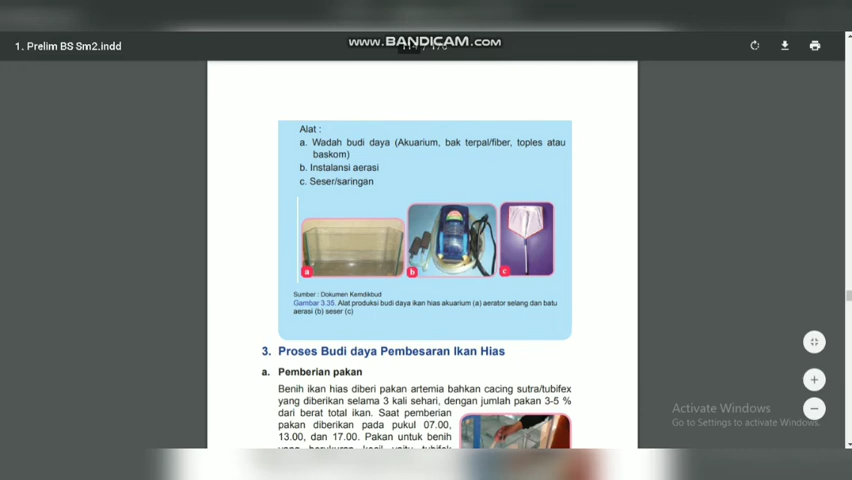 www.BANDICAM.com
1. Prelim BS Sm2.indd
Alat :
a. Wadah budi daya (Akuarium, bak terpal/fiber, toples atau
baskom)
b. Instalansi aerasi
c. Seser/saringan
a
b
c
Sumber : Dokumen Kemdikbud
Gambar 3.35. Alat produksi budi daya ikan hias akuarium (a) aerator selang dan batu
aerasi (b) seser (c)
3. Proses Budi daya Pembesaran Ikan Hias
a. Pemberian pakan
Benih ikan hias diberi pakan artemia bahkan cacing sutra/tubifex
yang diberikan selama 3 kali sehari, dengan jumlah pakan 3-5 %
dari berat total ikan. Saat pemberian
pakan diberikan pada pukul 07.00,
13.00, dan 17.00. Pakan untuk benih
Activate Windows
Go to Settings to activate Windows.